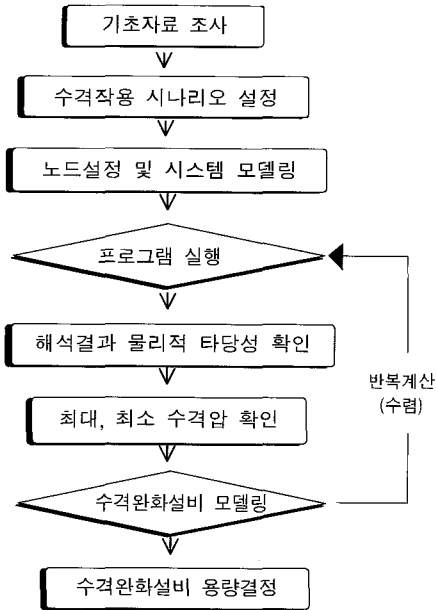 기초자료 조사
수격작용 시나리오 설정
노드설정 및 시스템 모델링
프로그램 실행
해석결과 물리적 타당성 확인
최대, 최소 수격압 확인
수격완화설비 모델링
수격완화설비 용량결정
반복계산
(수렴)